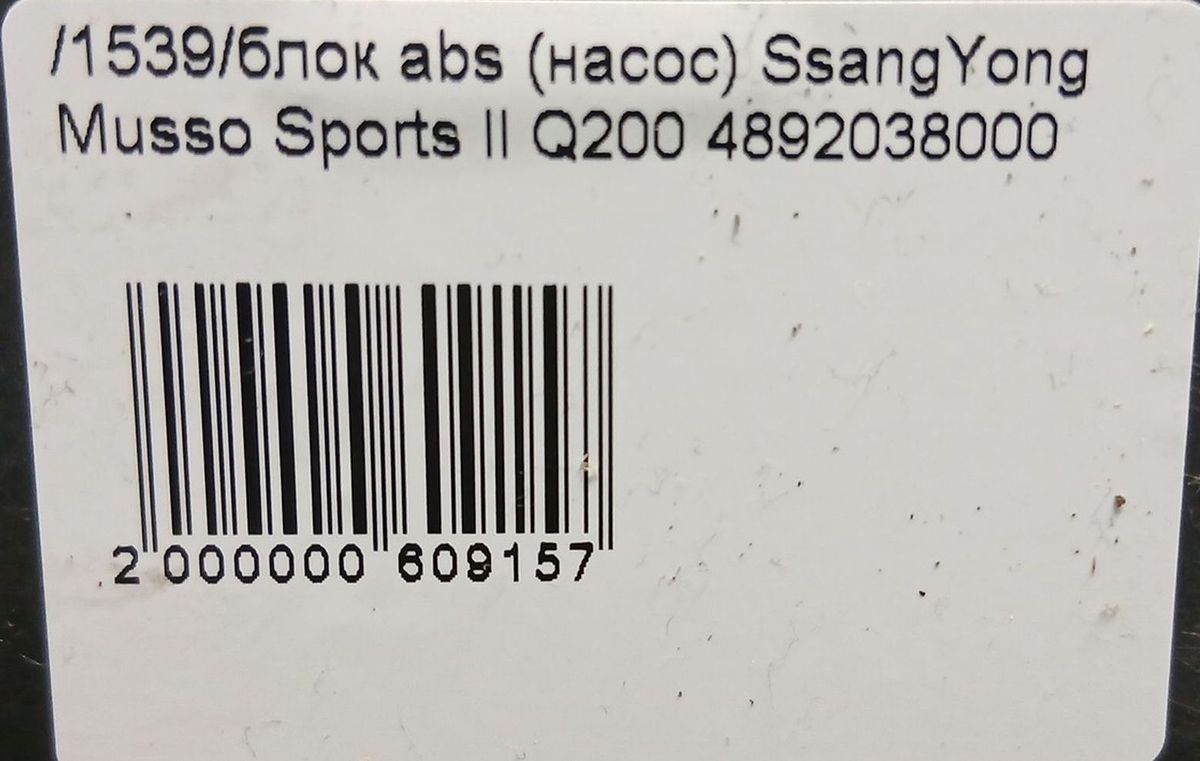 /1539/блок abs (насос) SsangYong
Musso Sports II Q200 4892038000
2 000000 609157